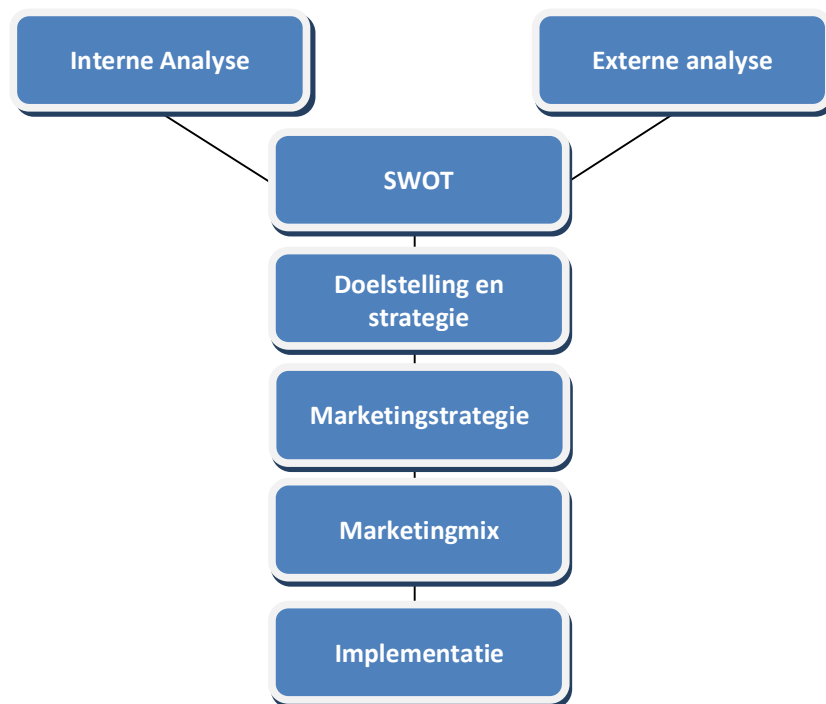 Interne Analyse
Externe analyse
SWOT
Doelstelling en
strategie
Marketingstrategie
Marketingmix
Implementatie